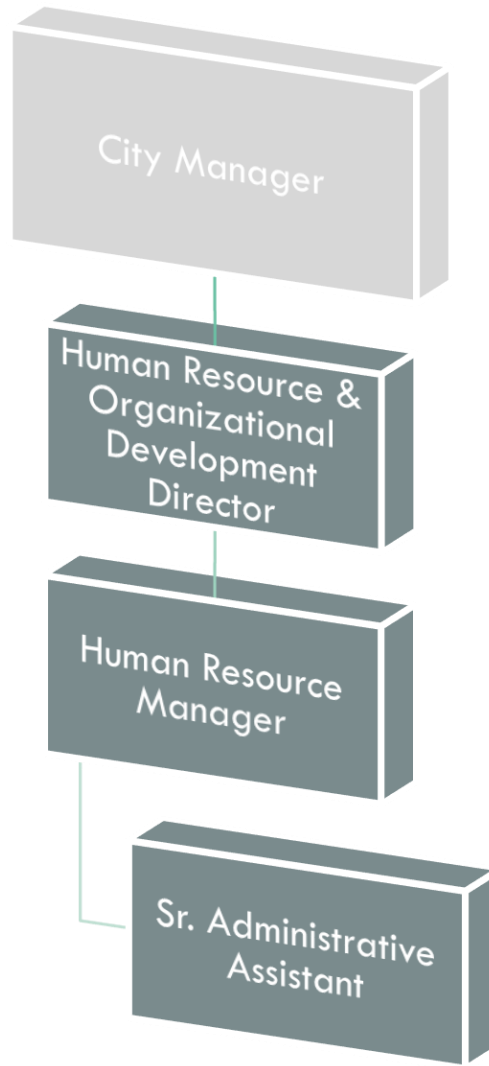 City Manager
Human Resource &
Organizational
Development
Director
Human Resource
Manager
Sr. Administrative
Assistant